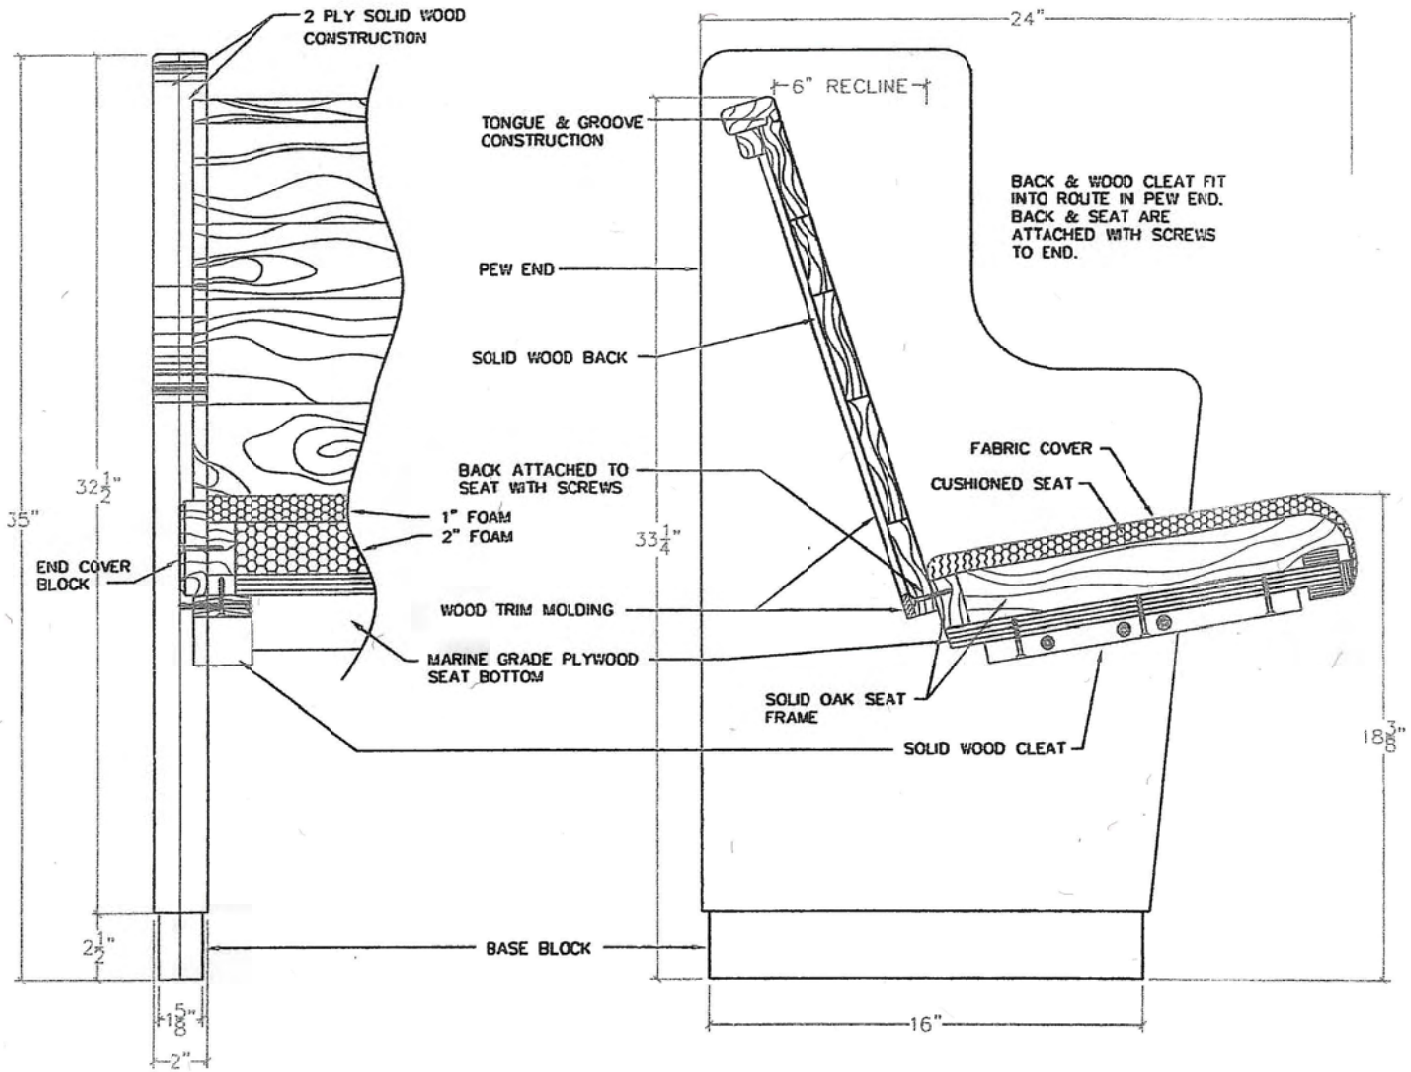 2 PLY SOLID WOOD
CONSTRUCTION
24"
6" RECLINE
TONGUE & GROOVE
CONSTRUCTION
BACK & WOOD CLEAT FIT
INTO ROUTE IN PEW END.
BACK & SEAT ARE
ATTACHED WITH SCREWS
TO END.
PEW END
SOLID WOOD BACK
FABRIC COVER
CUSHIONED SEAT
BACK ATTACHED TO
SEAT WITH SCREWS
32 1/2"
35"
1" FOAM
2" FOAM
33 1/4"
END COVER
BLOCK
WOOD TRIM MOLDING
MARINE GRADE PLYWOOD
SEAT BOTTOM
SOLID OAK SEAT
FRAME
SOLID WOOD CLEAT
18 3/8"
2 1/2"
BASE BLOCK
1 5/8"
16"
2"